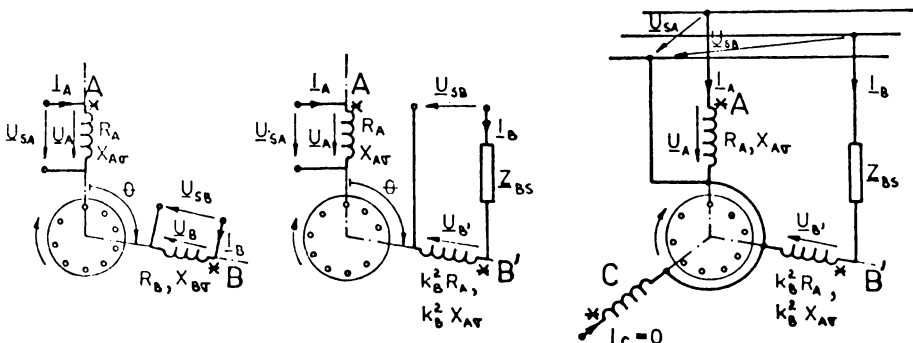 I_A A
*
U_SA U_A R_A
X_Aσ
θ
U_SB
U_B I_B
* B
R_B, X_Bσ
I_A A
*
U_SA U_A R_A
X_Aσ
θ
U_SB
I_B
Z_BS
U_B'
* B'
k_B^2 R_A,
k_B^2 X_Aσ
U_SA
U_SB
I_A
* A
U_A R_A, X_Aσ
I_B
Z_BS
U_B'
* B'
k_B^2 R_A,
k_B^2 X_Aσ
C
*
I_C=0